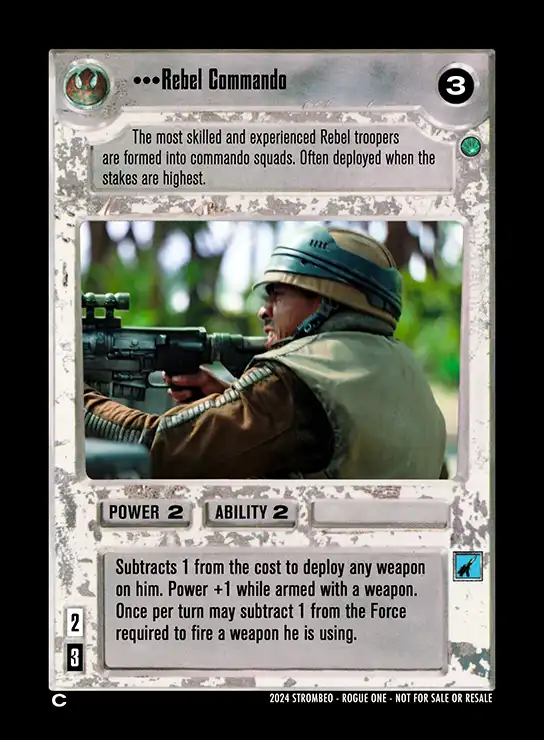 •••Rebel Commando
3
The most skilled and experienced Rebel troopers
are formed into commando squads. Often deployed when the
stakes are highest.
POWER 2
ABILITY 2
Subtracts 1 from the cost to deploy any weapon
on him. Power +1 while armed with a weapon.
Once per turn may subtract 1 from the Force
required to fire a weapon he is using.
2
3
C
2024 STROMBEO - ROGUE ONE - NOT FOR SALE OR RESALE